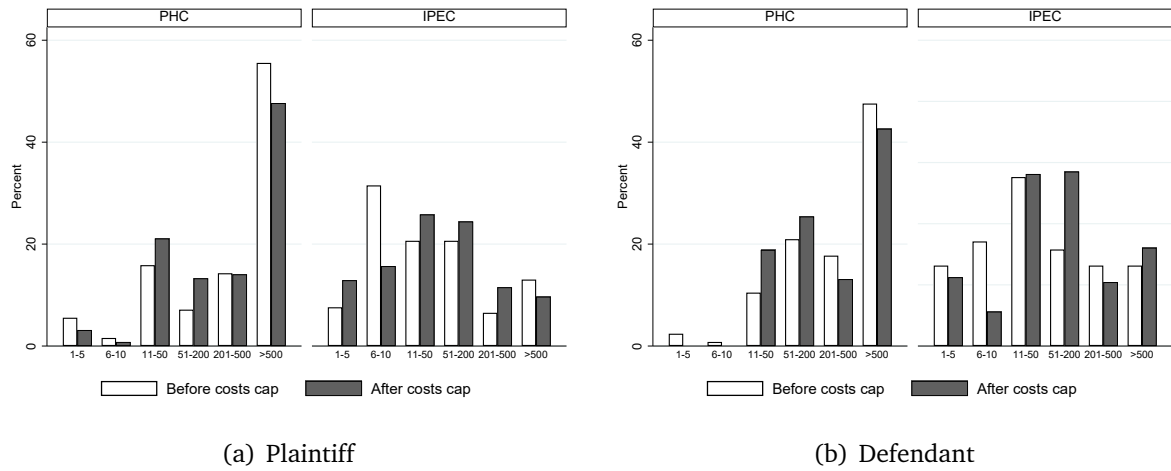 PHC IPEC
60
40
20
0
Percent
1-5 6-10 11-50 51-200 201-500 >500 1-5 6-10 11-50 51-200 201-500 >500
Before costs cap After costs cap
(a) Plaintiff
PHC IPEC
60
40
20
0
Percent
1-5 6-10 11-50 51-200 201-500 >500 1-5 6-10 11-50 51-200 201-500 >500
Before costs cap After costs cap
(b) Defendant